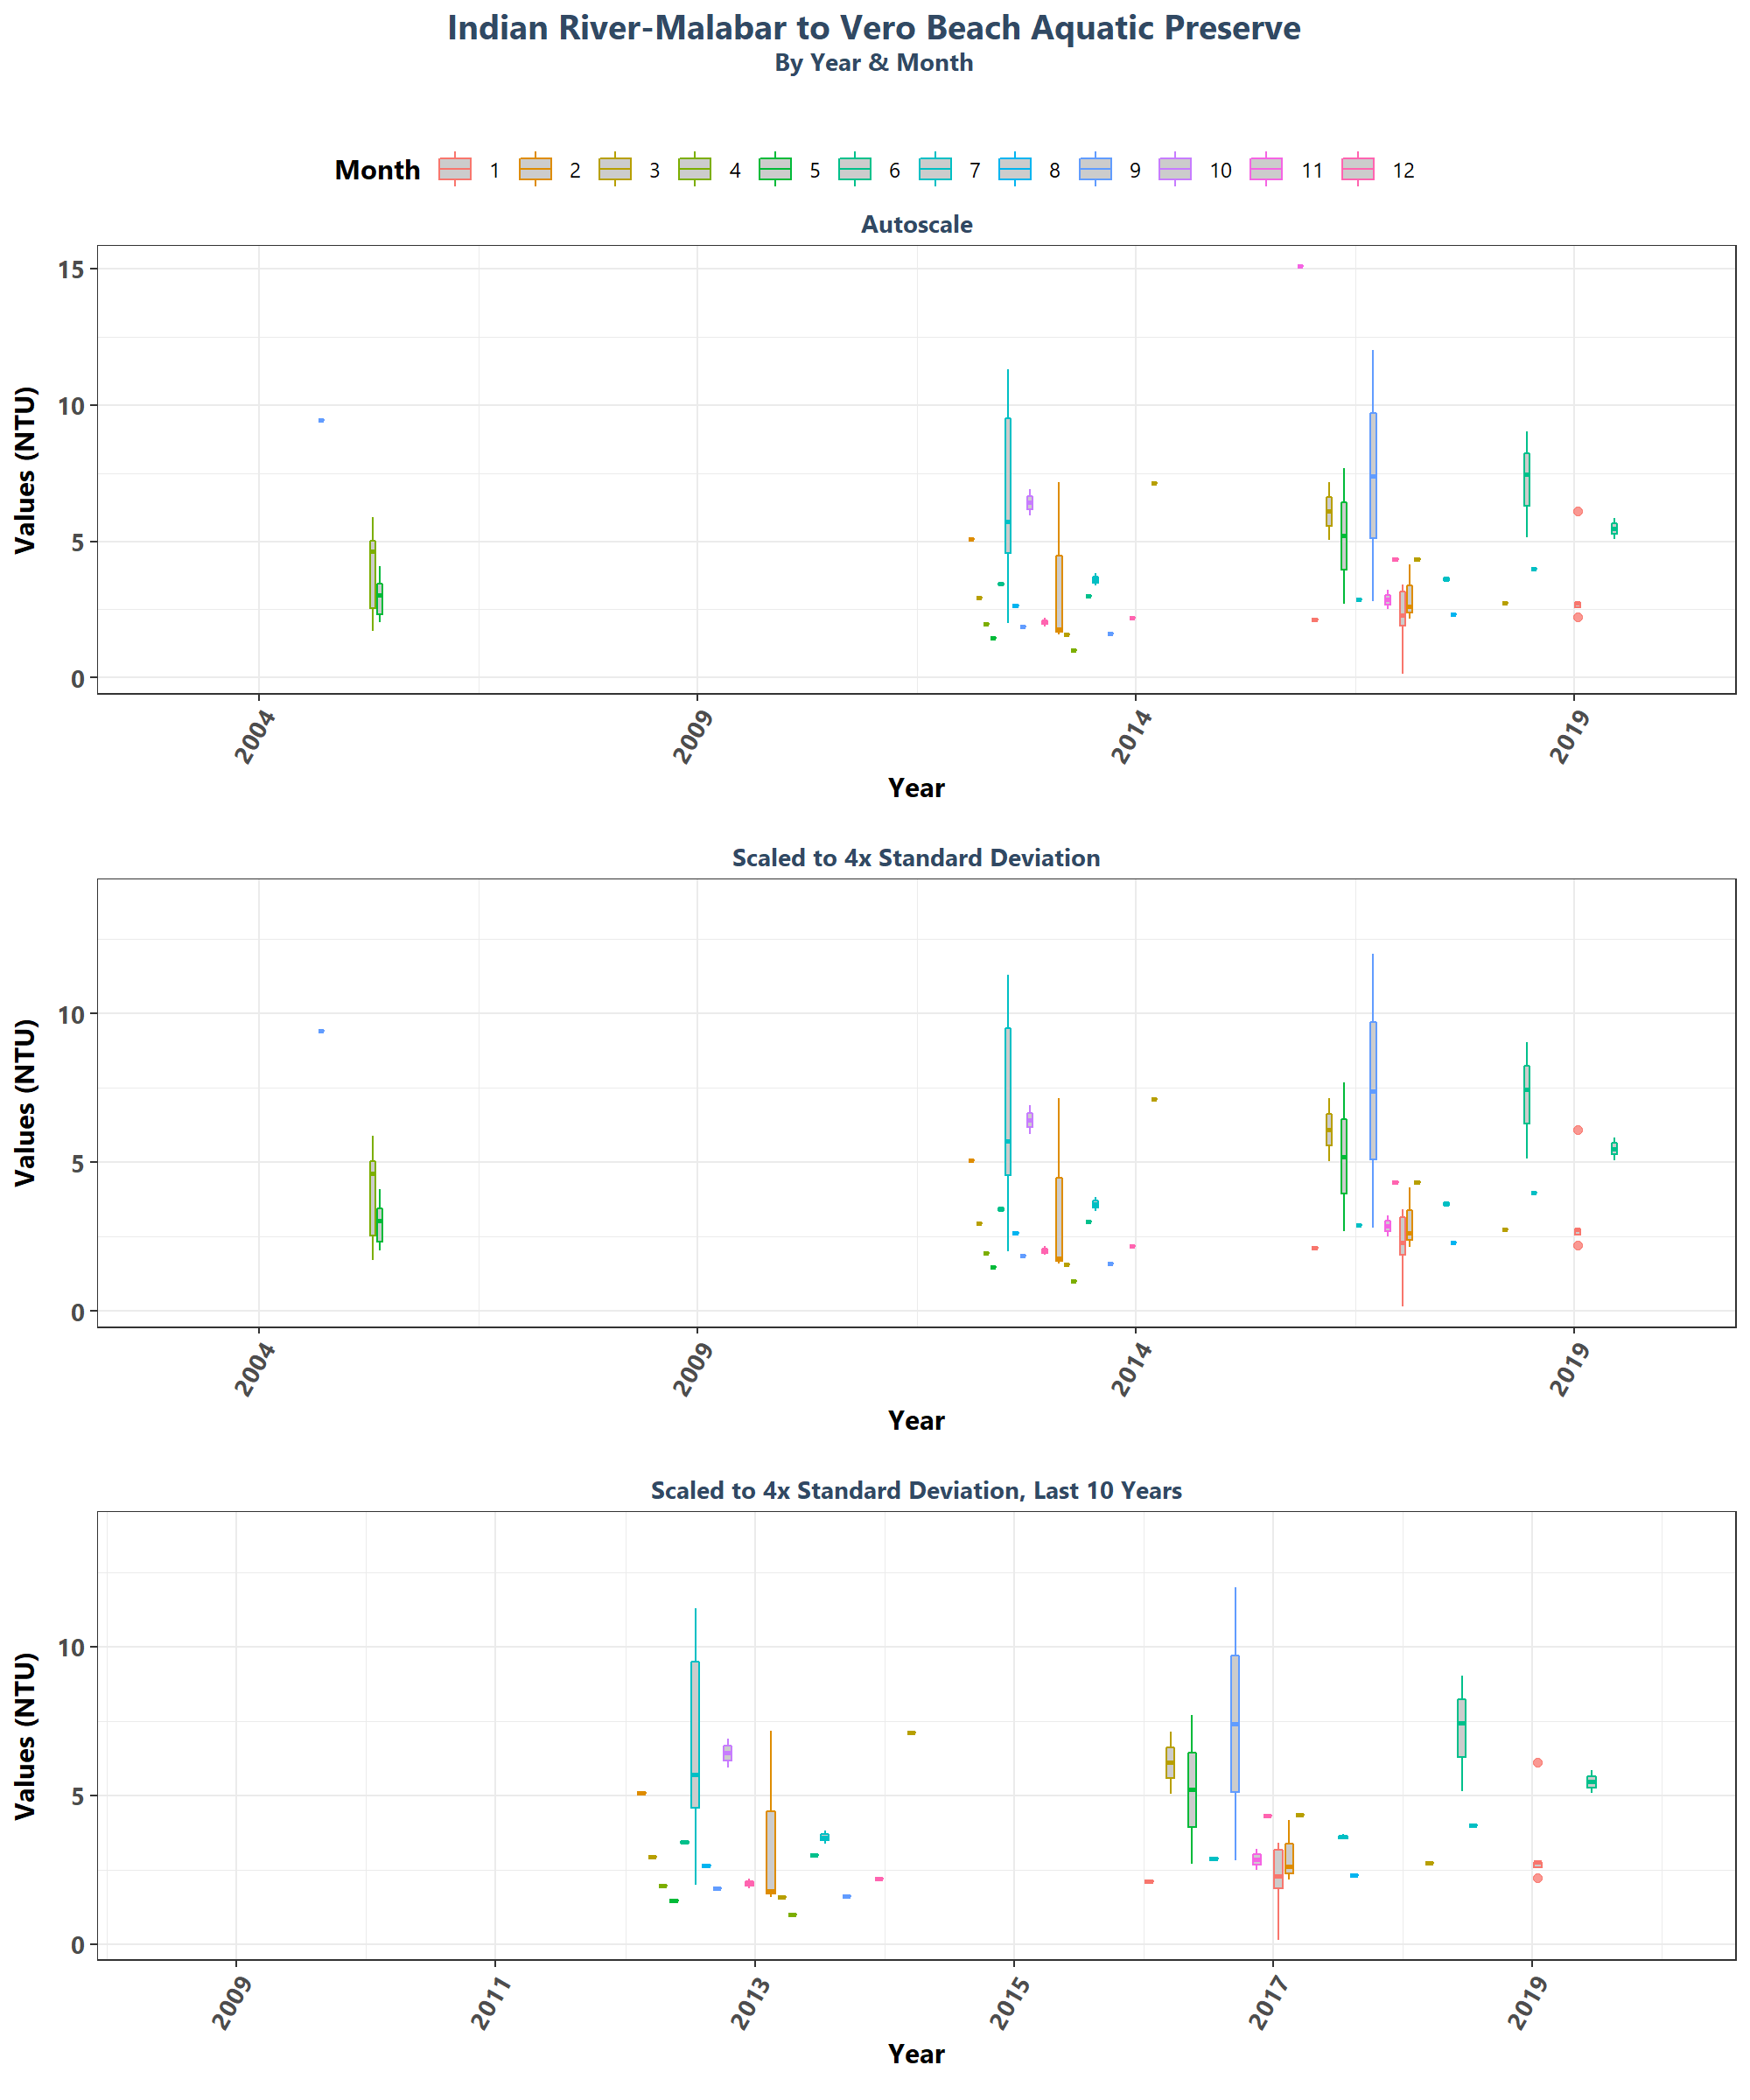 Indian River-Malabar to Vero Beach Aquatic Preserve
By Year & Month
Month 1 2 3 4 5 6 7 8 9 10 11 12
Autoscale
Values (NTU)
15
10
5
0
2004 2009 2014 2019
Year
Scaled to 4x Standard Deviation
Values (NTU)
10
5
0
2004 2009 2014 2019
Year
Scaled to 4x Standard Deviation, Last 10 Years
Values (NTU)
10
5
0
2009 2011 2013 2015 2017 2019
Year